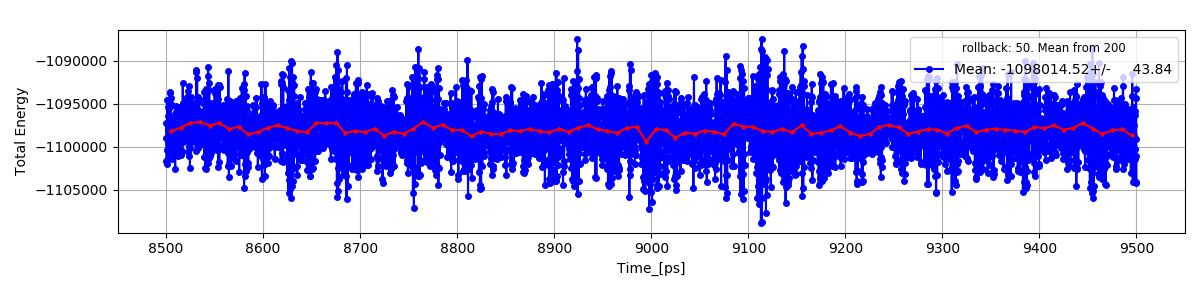 rollback: 50. Mean from 200
Mean: -1098014.52+/- 43.84
Total Energy
−1090000
−1095000
−1100000
−1105000
8500 8600 8700 8800 8900 9000 9100 9200 9300 9400 9500
Time_[ps]